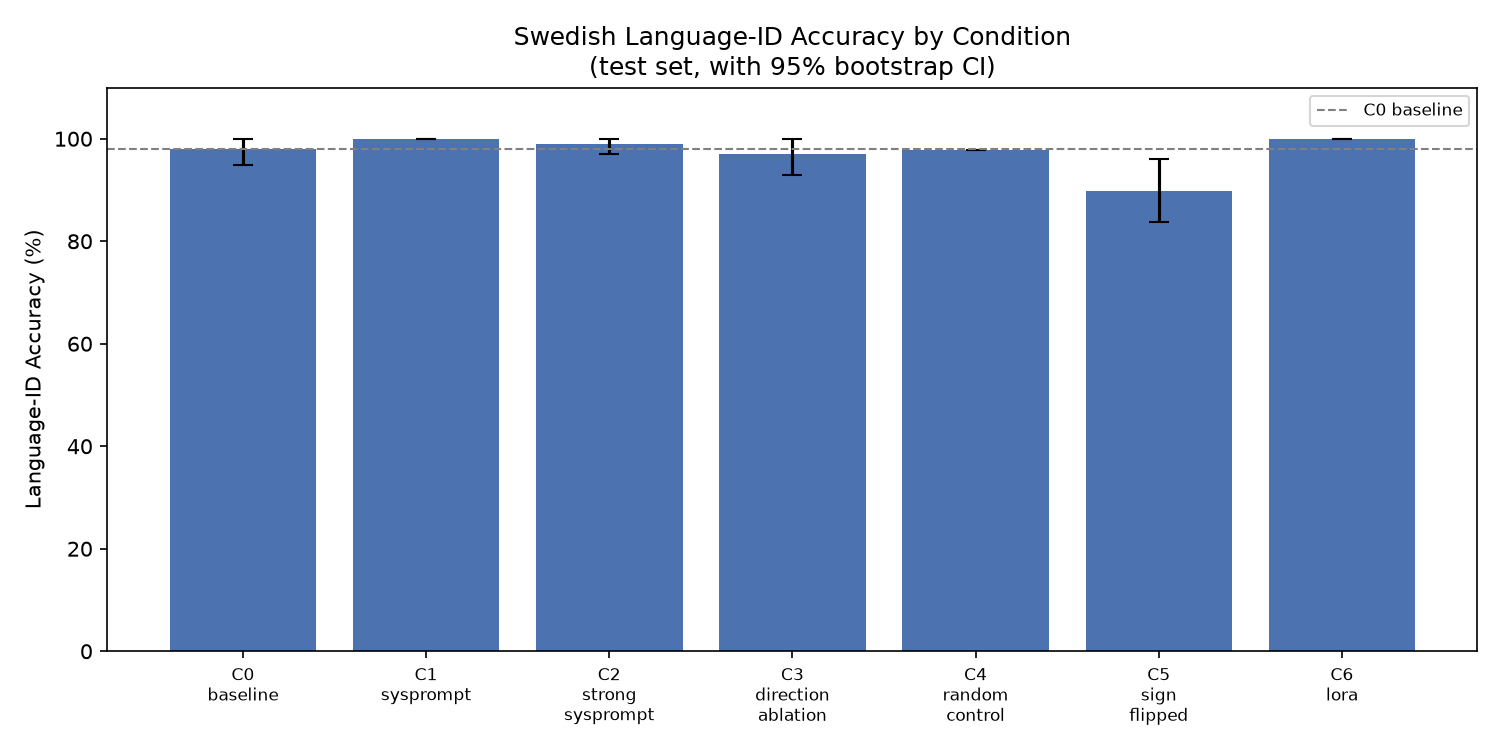 Swedish Language-ID Accuracy by Condition
(test set, with 95% bootstrap CI)
C0 baseline
Language-ID Accuracy (%)
100
80
60
40
20
0
C0
baseline
C1
sysprompt
C2
strong
sysprompt
C3
direction
ablation
C4
random
control
C5
sign
flipped
C6
lora